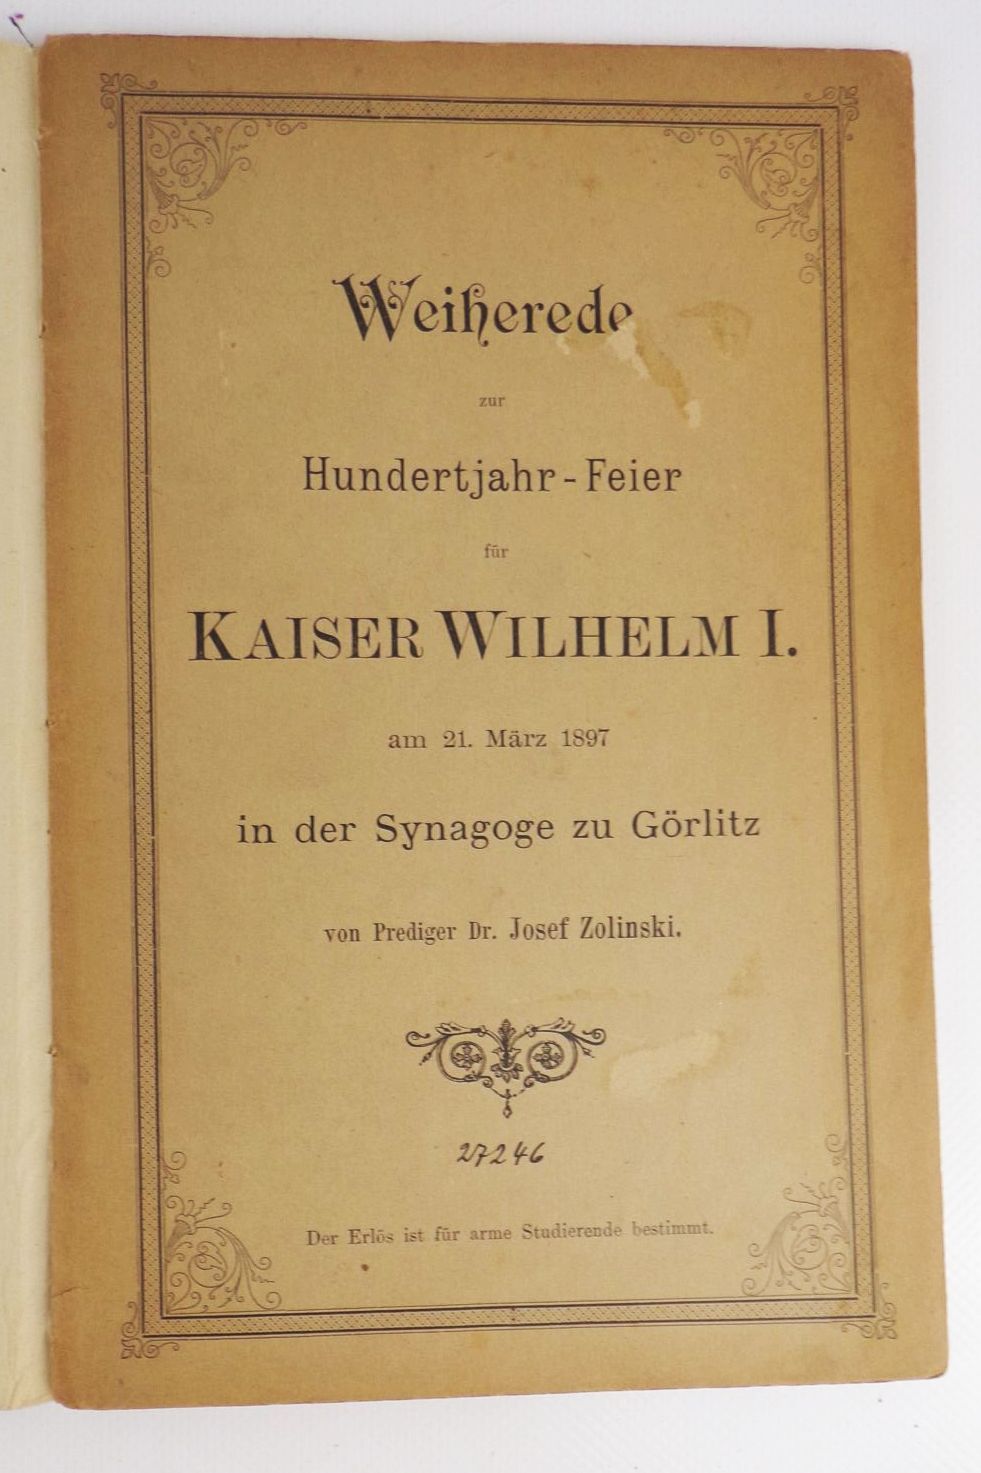 Weiherede
zur
Hundertjahr-Feier
für
KAISER WILHELM I.
am 21. März 1897
in der Synagoge zu Görlitz
von Prediger Dr. Josef Zolinski.
27246
Der Erlös ist für arme Studierende bestimmt.